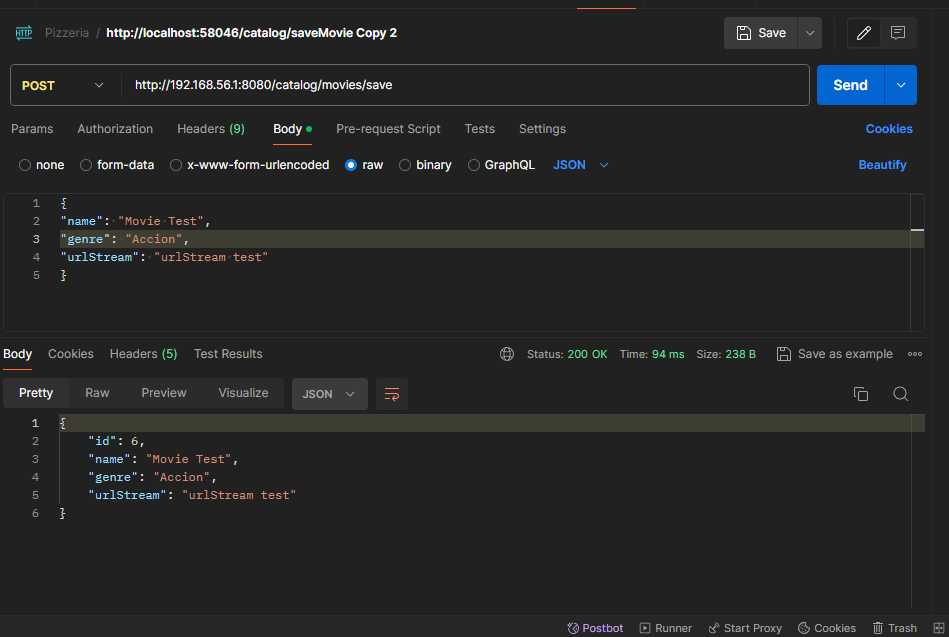 HTTP Pizzeria / http://localhost:58046/catalog/saveMovie Copy 2 Save
POST http://192.168.56.1:8080/catalog/movies/save Send
Params Authorization Headers (9) Body Pre-request Script Tests Settings Cookies
none form-data x-www-form-urlencoded raw binary GraphQL JSON Beautify
1 {
2 "name": "Movie Test",
3 "genre": "Accion",
4 "urlStream": "urlStream test"
5 }
Body Cookies Headers (5) Test Results Status: 200 OK Time: 94 ms Size: 238 B Save as example
Pretty Raw Preview Visualize JSON
1 {
2 "id": 6,
3 "name": "Movie Test",
4 "genre": "Accion",
5 "urlStream": "urlStream test"
6 }
Postbot Runner Start Proxy Cookies Trash